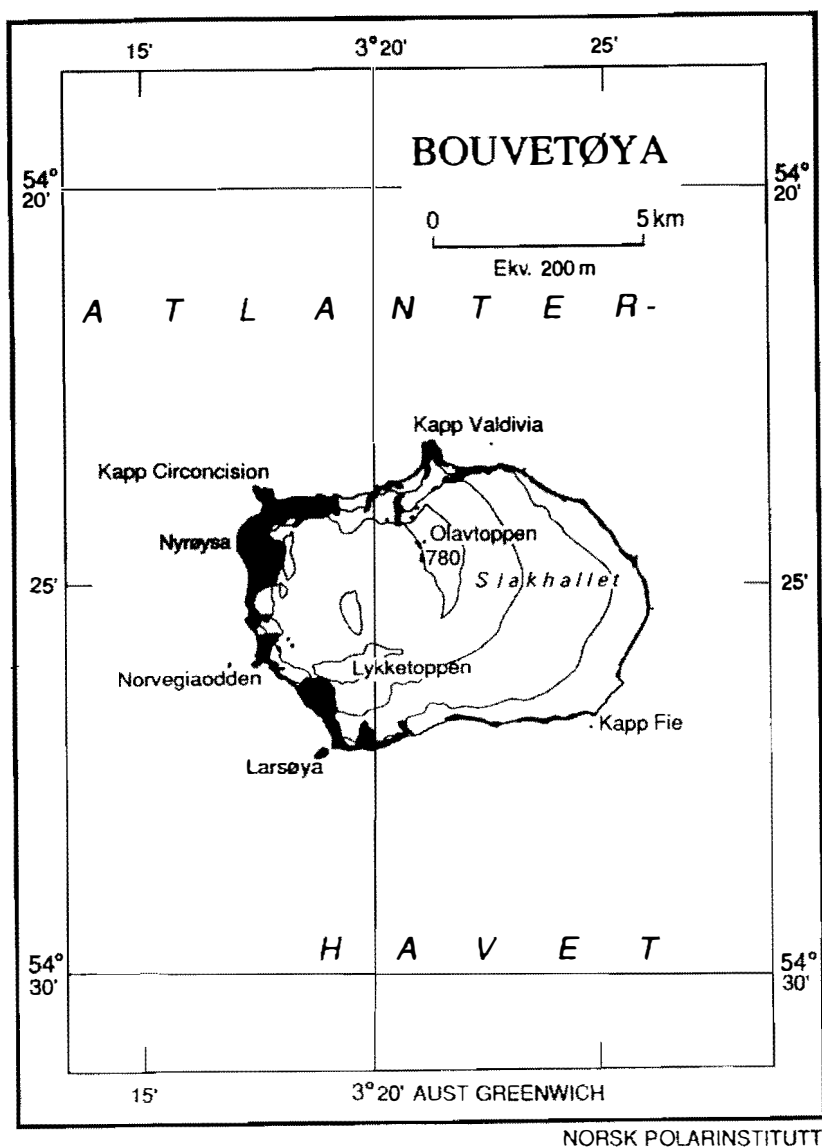 15' 3°20' 25'
BOUVETØYA
54° 54°
20' 20'
0 5 km
Ekv. 200 m
ATLANTER-
Kapp Valdivia
Kapp Circoncision
Nyrøysa
Olavtoppen
780
25' Slakhallet 25'
Norvegiaodden
Lykketoppen
Kapp Fie
Larsøya
HAVET
54° 54°
30' 30'
15' 3°20' AUST GREENWICH
NORSK POLARINSTITUTT